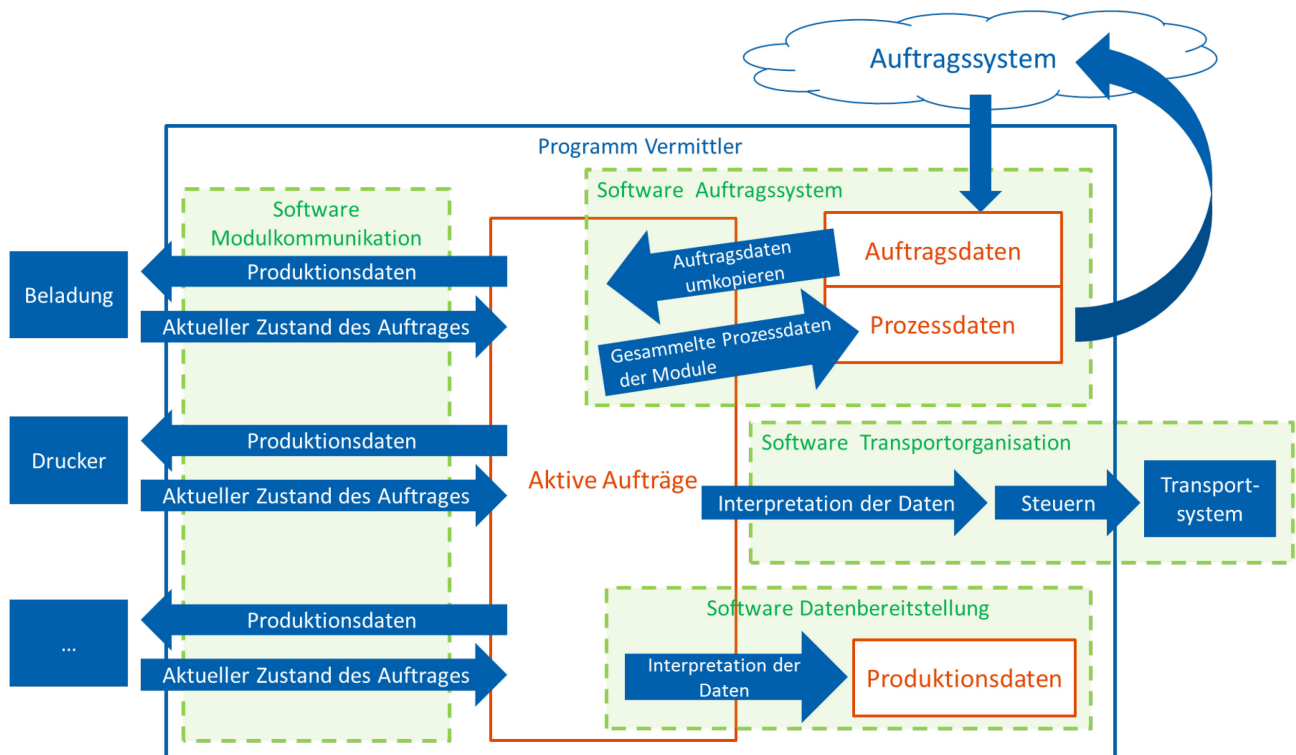 Auftragssystem
Programm Vermittler
Software
Modulkommunikation
Software Auftragssystem
Beladung
Produktionsdaten
Aktueller Zustand des Auftrages
Auftragsdaten
umkopieren
Gesammelte Prozessdaten
der Module
Auftragsdaten
Prozessdaten
Drucker
Produktionsdaten
Aktueller Zustand des Auftrages
Aktive Aufträge
Software Transportorganisation
Interpretation der Daten
Steuern
Transport-
system
...
Produktionsdaten
Aktueller Zustand des Auftrages
Software Datenbereitstellung
Interpretation der
Daten
Produktionsdaten